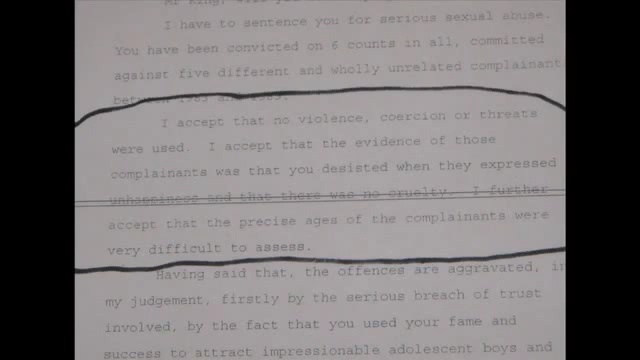 I have to sentence you for serious sexual abuse.
You have been convicted on 6 counts in all, committed
against five different and wholly unrelated complainant
between 1983 and 1989.
I accept that no violence, coercion or threats
were used. I accept that the evidence of those
complainants was that you desisted when they expressed
unhappiness and that there was no cruelty. I further
accept that the precise ages of the complainants were
very difficult to assess.
Having said that, the offences are aggravated, in
my judgement, firstly by the serious breach of trust
involved, by the fact that you used your fame and
success to attract impressionable adolescent boys and